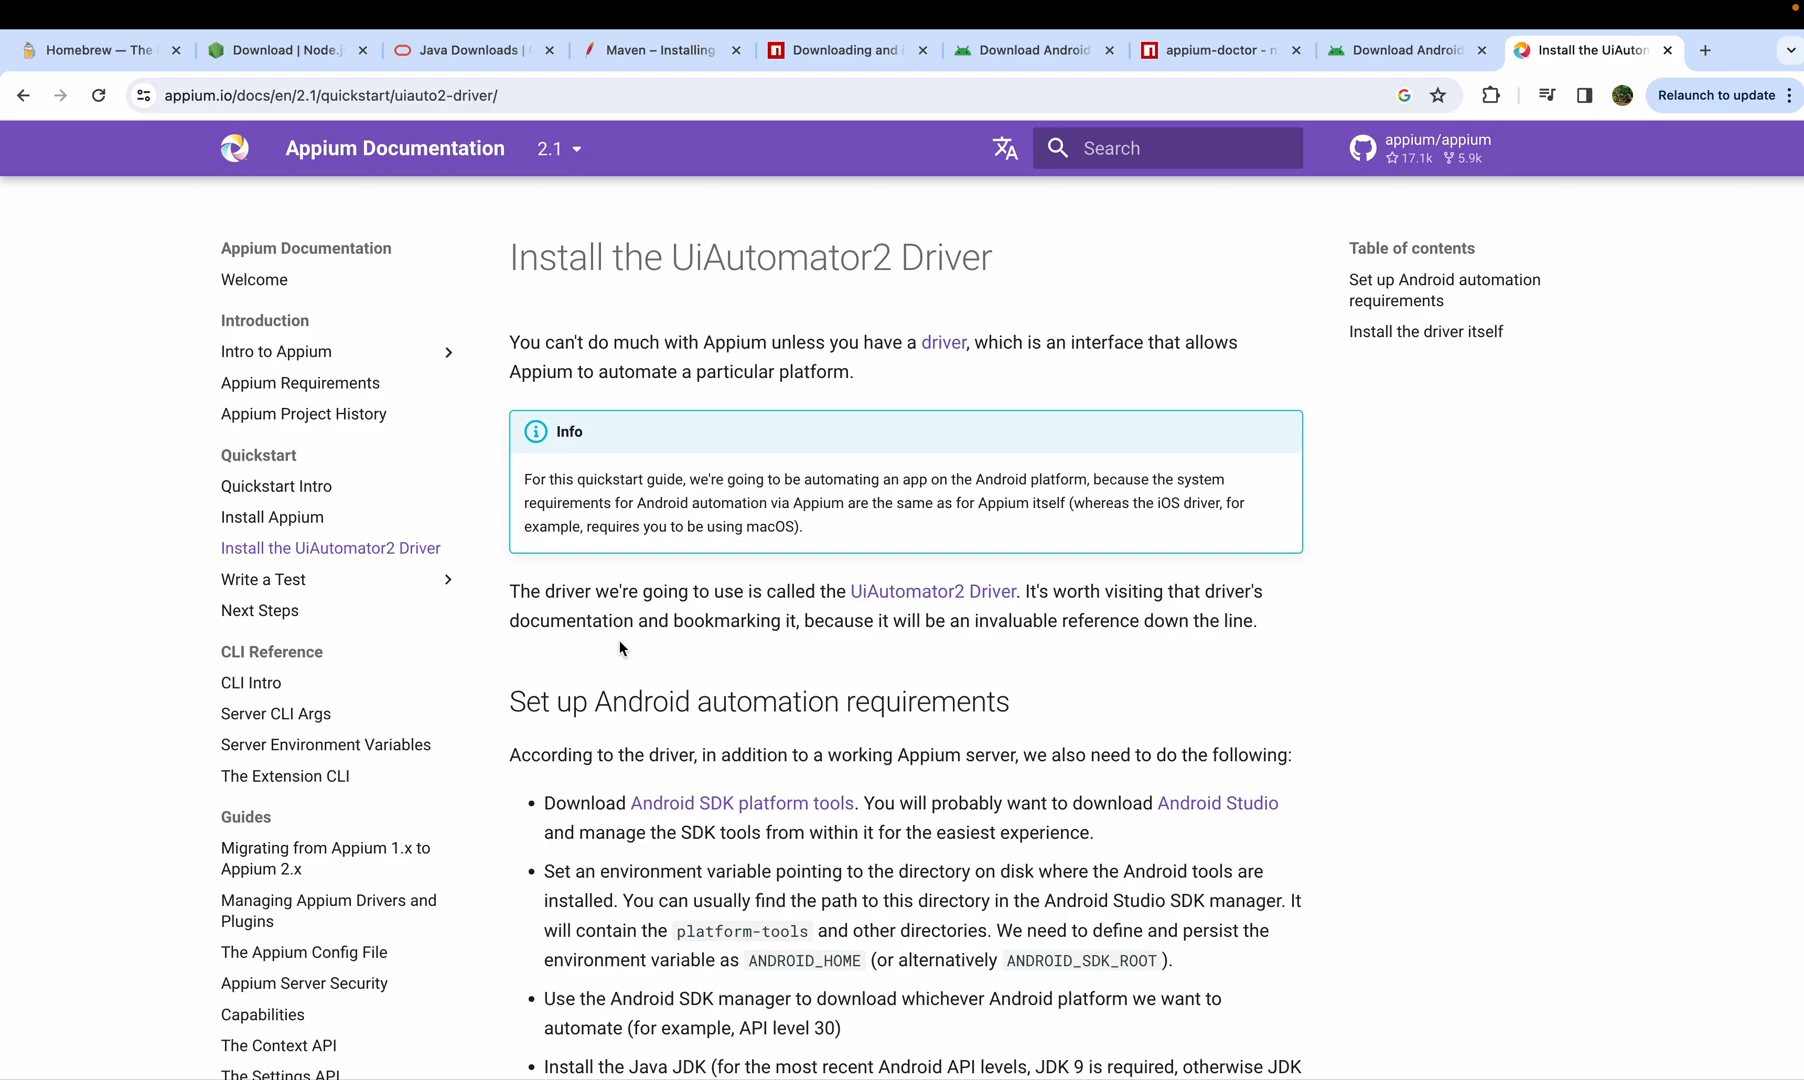 Homebrew — The
Download | Node.j
Java Downloads |
Maven – Installing
Downloading and i
Download Android
appium-doctor - n
Download Android
Install the UiAuton
appium.io/docs/en/2.1/quickstart/uiauto2-driver/
Relaunch to update
Appium Documentation
2.1
Search
appium/appium
17.1k 5.9k
Appium Documentation
Welcome
Introduction
Intro to Appium
Appium Requirements
Appium Project History
Quickstart
Quickstart Intro
Install Appium
Install the UiAutomator2 Driver
Write a Test
Next Steps
CLI Reference
CLI Intro
Server CLI Args
Server Environment Variables
The Extension CLI
Guides
Migrating from Appium 1.x to
Appium 2.x
Managing Appium Drivers and
Plugins
The Appium Config File
Appium Server Security
Capabilities
The Context API
The Settings API
Install the UiAutomator2 Driver
You can't do much with Appium unless you have a driver, which is an interface that allows
Appium to automate a particular platform.
Info
For this quickstart guide, we're going to be automating an app on the Android platform, because the system
requirements for Android automation via Appium are the same as for Appium itself (whereas the iOS driver, for
example, requires you to be using macOS).
The driver we're going to use is called the UiAutomator2 Driver. It's worth visiting that driver's
documentation and bookmarking it, because it will be an invaluable reference down the line.
Set up Android automation requirements
According to the driver, in addition to a working Appium server, we also need to do the following:
• Download Android SDK platform tools. You will probably want to download Android Studio
and manage the SDK tools from within it for the easiest experience.
• Set an environment variable pointing to the directory on disk where the Android tools are
installed. You can usually find the path to this directory in the Android Studio SDK manager. It
will contain the platform-tools and other directories. We need to define and persist the
environment variable as ANDROID_HOME (or alternatively ANDROID_SDK_ROOT ).
• Use the Android SDK manager to download whichever Android platform we want to
automate (for example, API level 30)
• Install the Java JDK (for the most recent Android API levels, JDK 9 is required, otherwise JDK
Table of contents
Set up Android automation
requirements
Install the driver itself